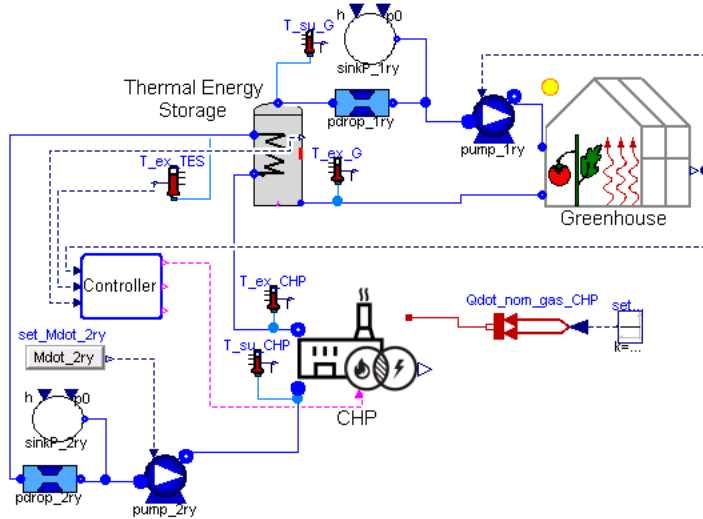 T_su_G
h
p0
sinkP_1ry
Thermal Energy
Storage
pdrop_1ry
pump_1ry
T_ex_TES
T_ex_G
Greenhouse
Controller
T_ex_CHP
Qdot_nom_gas_CHP
set...
k=...
set_Mdot_2ry
Mdot_2ry
T_su_CHP
CHP
h
p0
sinkP_2ry
pdrop_2ry
pump_2ry